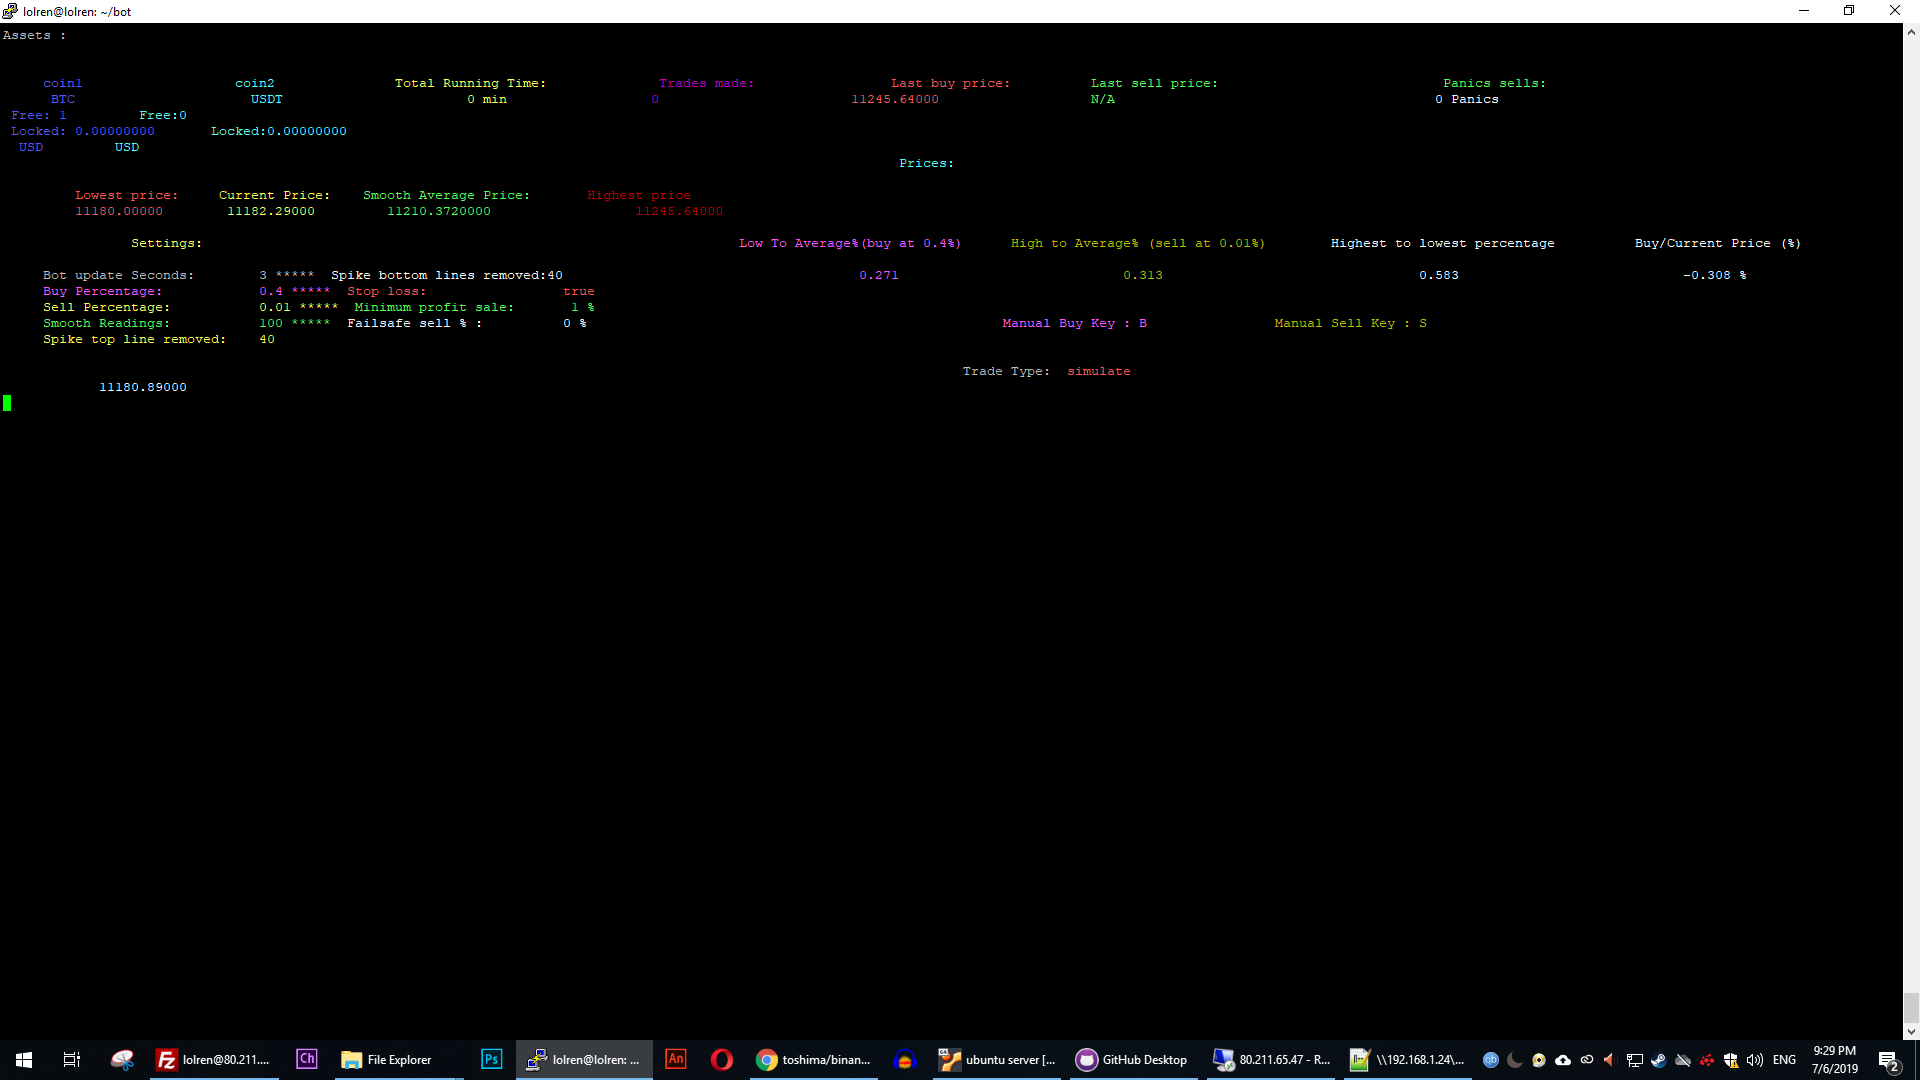 lolren@lolren: ~/bot
Assets :
coin1 coin2 Total Running Time: Trades made: Last buy price: Last sell price: Panics sells:
BTC USDT 0 min 0 11245.64000 N/A 0 Panics
Free: 1 Free:0
Locked: 0.00000000 Locked:0.00000000
USD USD
Prices:
Lowest price: Current Price: Smooth Average Price: Highest price
11180.00000 11182.29000 11210.3720000 11245.64000
Settings: Low To Average%(buy at 0.4%) High to Average% (sell at 0.01%) Highest to lowest percentage Buy/Current Price (%)
Bot update Seconds: 3 ***** Spike bottom lines removed:40 0.271 0.313 0.583 -0.308 %
Buy Percentage: 0.4 ***** Stop loss: true
Sell Percentage: 0.01 ***** Minimum profit sale: 1 %
Smooth Readings: 100 ***** Failsafe sell % : 0 % Manual Buy Key : B Manual Sell Key : S
Spike top line removed: 40
Trade Type: simulate
11180.89000
Fz lolren@80.211.... Ch File Explorer Ps lolren@lolren: ... An toshima/binan... ubuntu server [... GitHub Desktop 80.211.65.47 - R... \\192.168.1.24\... ENG 9:29 PM
7/6/2019 2